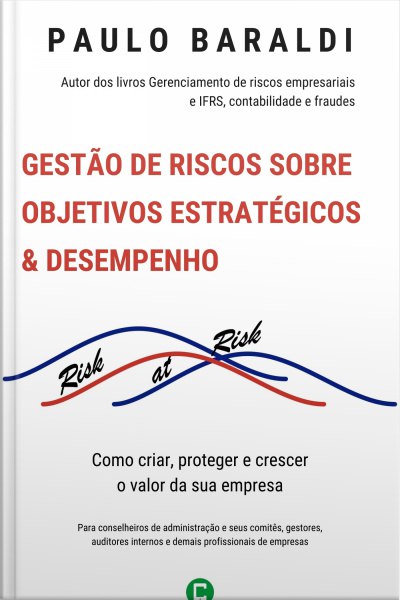 PAULO BARALDI
Autor dos livros Gerenciamento de riscos empresariais
e IFRS, contabilidade e fraudes
GESTÃO DE RISCOS SOBRE
OBJETIVOS ESTRATÉGICOS
& DESEMPENHO
Risk at Risk
Como criar, proteger e crescer
o valor da sua empresa
Para conselheiros de administração e seus comitês, gestores,
auditores internos e demais profissionais de empresas